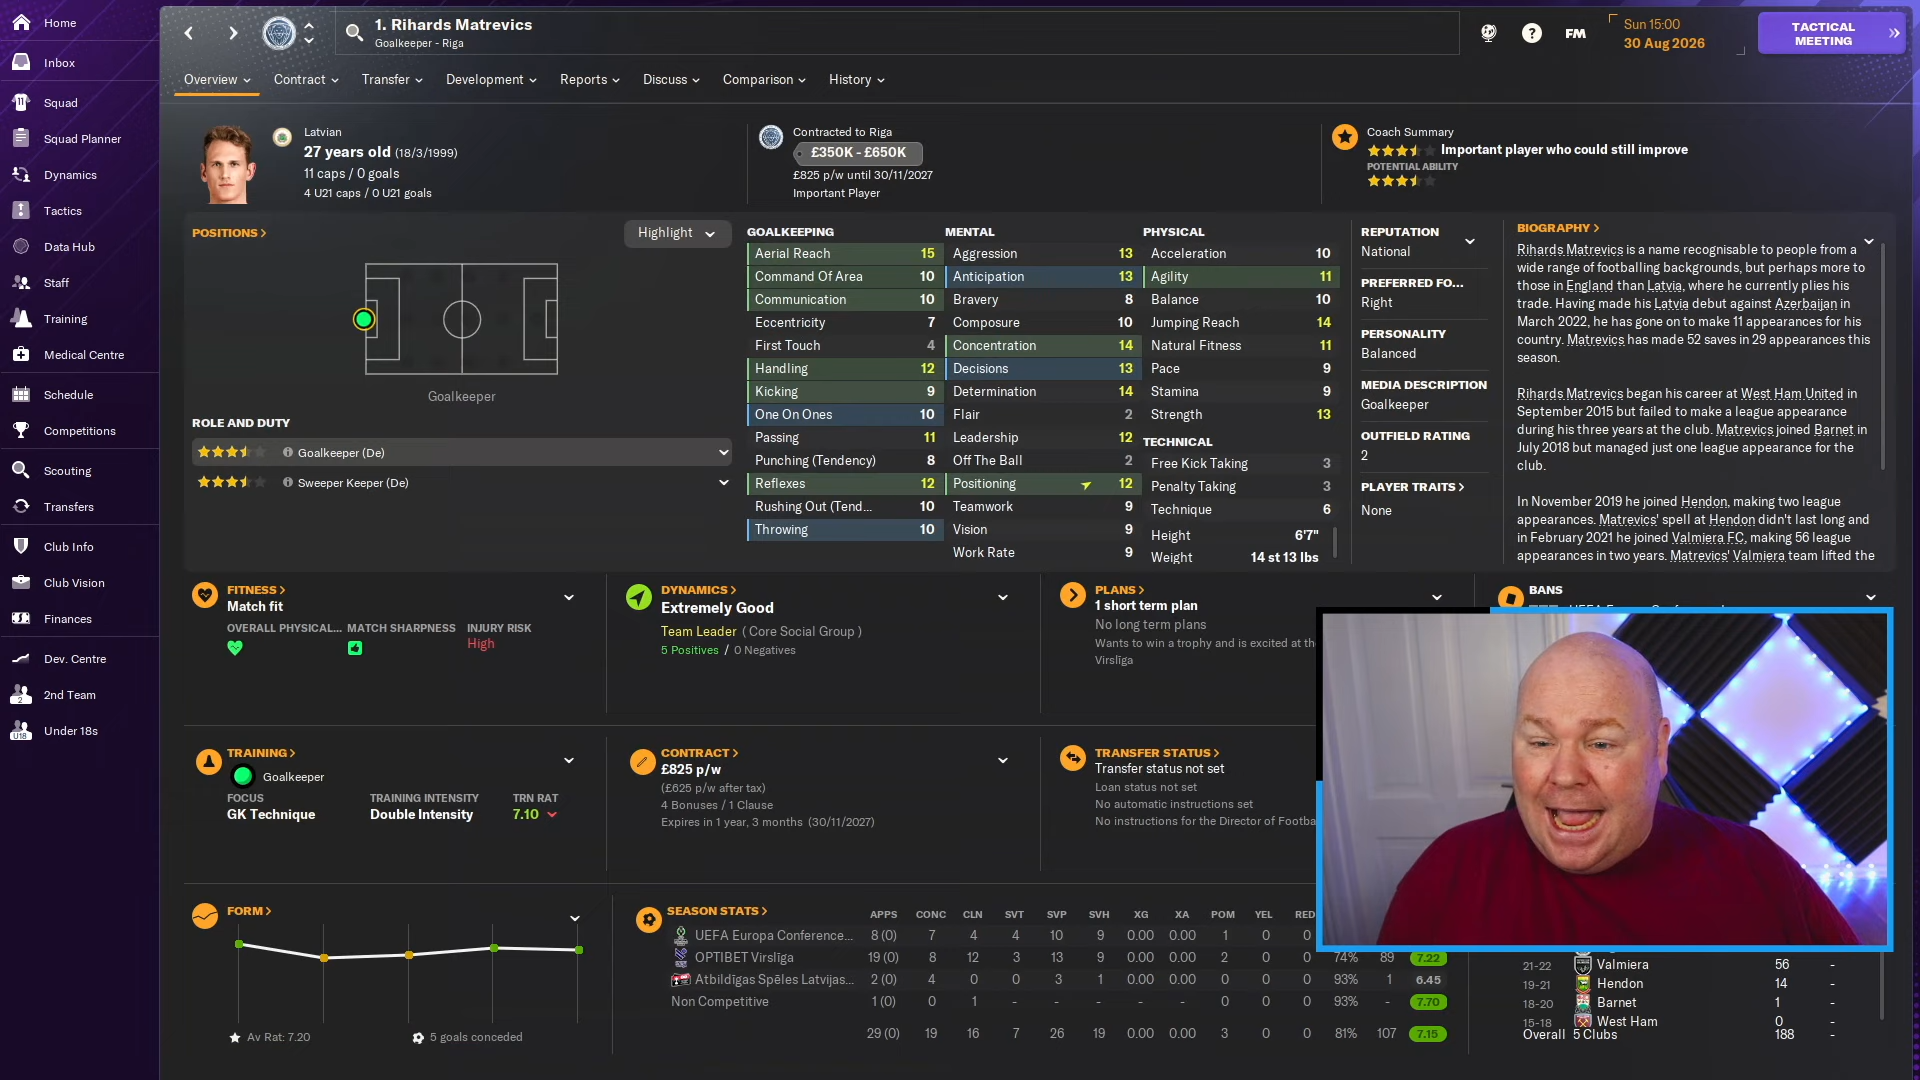 Home
Inbox
Squad
Squad Planner
Dynamics
Tactics
Data Hub
Staff
Training
Medical Centre
Schedule
Competitions
Scouting
Transfers
Club Info
Club Vision
Finances
Dev. Centre
2nd Team
Under 18s
1. Rihards Matrevics
Goalkeeper - Riga
FM
Sun 15:00
30 Aug 2026
TACTICAL MEETING
Overview Contract Transfer Development Reports Discuss Comparison History
Latvian
27 years old (18/3/1999)
11 caps / 0 goals
4 U21 caps / 0 U21 goals
Contracted to Riga
£350K - £650K
£825 p/w until 30/11/2027
Important Player
Coach Summary
Important player who could still improve
POTENTIAL ABILITY
POSITIONS
Highlight
Goalkeeper
ROLE AND DUTY
Goalkeeper (De)
Sweeper Keeper (De)
GOALKEEPING
Aerial Reach 15
Command Of Area 10
Communication 10
Eccentricity 7
First Touch 4
Handling 12
Kicking 9
One On Ones 10
Passing 11
Punching (Tendency) 8
Reflexes 12
Rushing Out (Tend... 10
Throwing 10
MENTAL
Aggression 13
Anticipation 13
Bravery 8
Composure 10
Concentration 14
Decisions 13
Determination 14
Flair 2
Leadership 12
Off The Ball 2
Positioning 12
Teamwork 9
Vision 9
Work Rate 9
PHYSICAL
Acceleration 10
Agility 11
Balance 10
Jumping Reach 14
Natural Fitness 11
Pace 9
Stamina 9
Strength 13
TECHNICAL
Free Kick Taking 3
Penalty Taking 3
Technique 6
Height 6'7"
Weight 14 st 13 lbs
REPUTATION
National
PREFERRED FO...
Right
PERSONALITY
Balanced
MEDIA DESCRIPTION
Goalkeeper
OUTFIELD RATING
2
PLAYER TRAITS
None
BIOGRAPHY
Rihards Matrevics is a name recognisable to people from a
wide range of footballing backgrounds, but perhaps more to
those in England than Latvia, where he currently plies his
trade. Having made his Latvia debut against Azerbaijan in
March 2022, he has gone on to make 11 appearances for his
country. Matrevics has made 52 saves in 29 appearances this
season.
Rihards Matrevics began his career at West Ham United in
September 2015 but failed to make a league appearance
during his three years at the club. Matrevics joined Barnet in
July 2018 but managed just one league appearance for the
club.
In November 2019 he joined Hendon, making two league
appearances. Matrevics' spell at Hendon didn't last long and
in February 2021 he joined Valmiera FC, making 56 league
appearances in two years. Matrevics' Valmiera team lifted the
FITNESS
Match fit
OVERALL PHYSICAL... MATCH SHARPNESS INJURY RISK
High
DYNAMICS
Extremely Good
Team Leader ( Core Social Group )
5 Positives / 0 Negatives
PLANS
1 short term plan
No long term plans
Wants to win a trophy and is excited at th
Virslīga
BANS
TRAINING
Goalkeeper
FOCUS TRAINING INTENSITY TRN RAT
GK Technique Double Intensity 7.10
CONTRACT
£825 p/w
(£625 p/w after tax)
4 Bonuses / 1 Clause
Expires in 1 year, 3 months (30/11/2027)
TRANSFER STATUS
Transfer status not set
Loan status not set
No automatic instructions set
No instructions for the Director of Footba
FORM
Av Rat: 7.20
5 goals conceded
SEASON STATS APPS CONC CLN SVT SVP SVH XG XA POM YEL RED
UEFA Europa Conference... 8 (0) 7 4 4 10 9 0.00 0.00 1 0 0
OPTIBET Virslīga 19 (0) 8 12 3 13 9 0.00 0.00 2 0 0 74% 89 7.22
Atbildīgas Spēles Latvijas... 2 (0) 4 0 0 3 1 0.00 0.00 0 0 0 93% 1 6.45
Non Competitive 1 (0) 0 1 - - - - - 0 0 0 93% - 7.70
29 (0) 19 16 7 26 19 0.00 0.00 3 0 0 81% 107 7.15
21-22 Valmiera 56 -
19-21 Hendon 14 -
18-20 Barnet 1 -
15-18 West Ham 0 -
Overall 5 Clubs 188 -